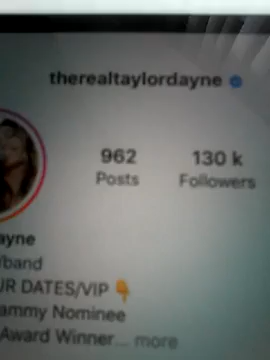 therealtaylordayne
962 130 k
Posts Followers
ayne
/band
UR DATES/VIP 👇
ammy Nominee
Award Winner... more